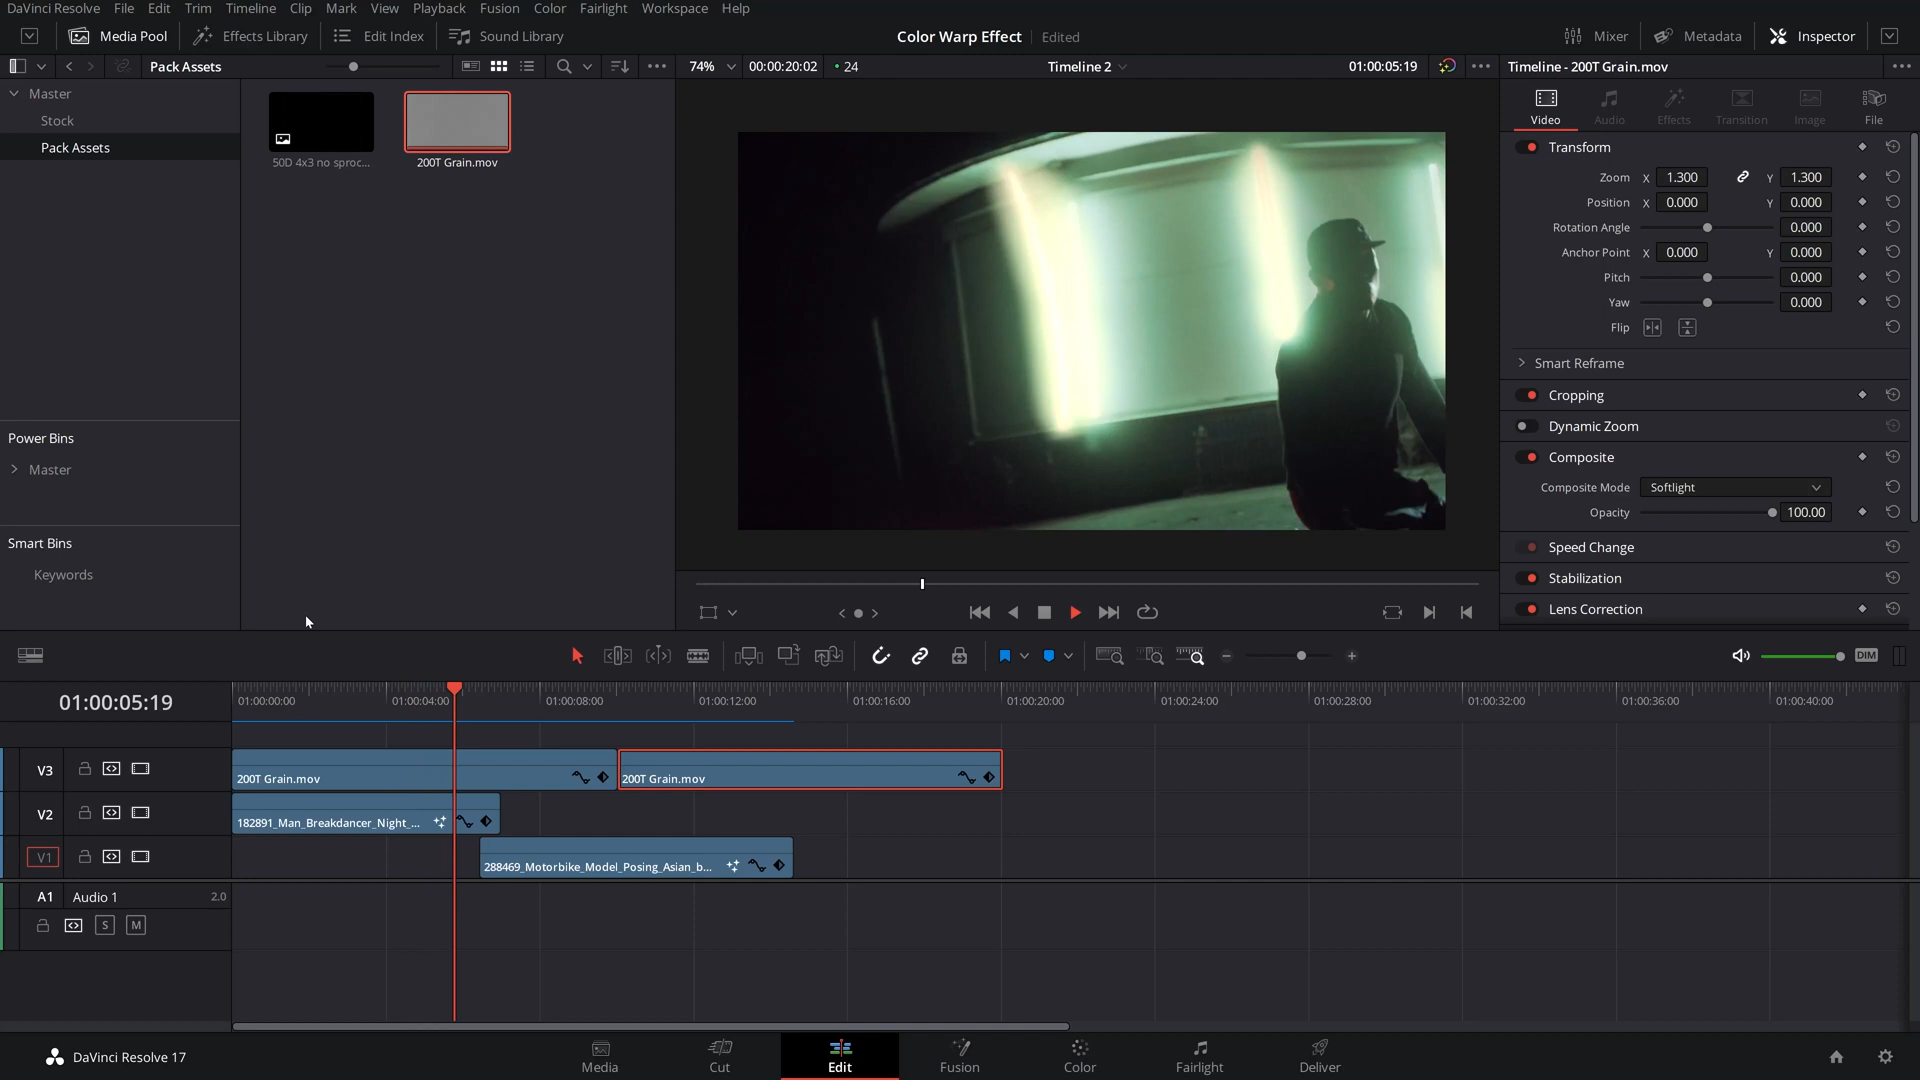 DaVinci Resolve File Edit Trim Timeline Clip Mark View Playback Fusion Color Fairlight Workspace Help
Media Pool Effects Library Edit Index Sound Library Color Warp Effect Edited Mixer Metadata Inspector
Pack Assets 74% 00:00:20:02 24 Timeline 2 01:00:05:19 Timeline - 200T Grain.mov
Master
Stock
Pack Assets
50D 4x3 no sproc... 200T Grain.mov
Power Bins
Master
Smart Bins
Keywords
Video Audio Effects Transition Image File
Transform
Zoom X 1.300 Y 1.300
Position X 0.000 Y 0.000
Rotation Angle 0.000
Anchor Point X 0.000 Y 0.000
Pitch 0.000
Yaw 0.000
Flip
Smart Reframe
Cropping
Dynamic Zoom
Composite
Composite Mode Softlight
Opacity 100.00
Speed Change
Stabilization
Lens Correction
DIM
01:00:05:19 01:00:00:00 01:00:04:00 01:00:08:00 01:00:12:00 01:00:16:00 01:00:20:00 01:00:24:00 01:00:28:00 01:00:32:00 01:00:36:00 01:00:40:00
V3 200T Grain.mov 200T Grain.mov
V2 182891_Man_Breakdancer_Night_...
V1 288469_Motorbike_Model_Posing_Asian_b...
A1 Audio 1 2.0
S M
DaVinci Resolve 17 Media Cut Edit Fusion Color Fairlight Deliver